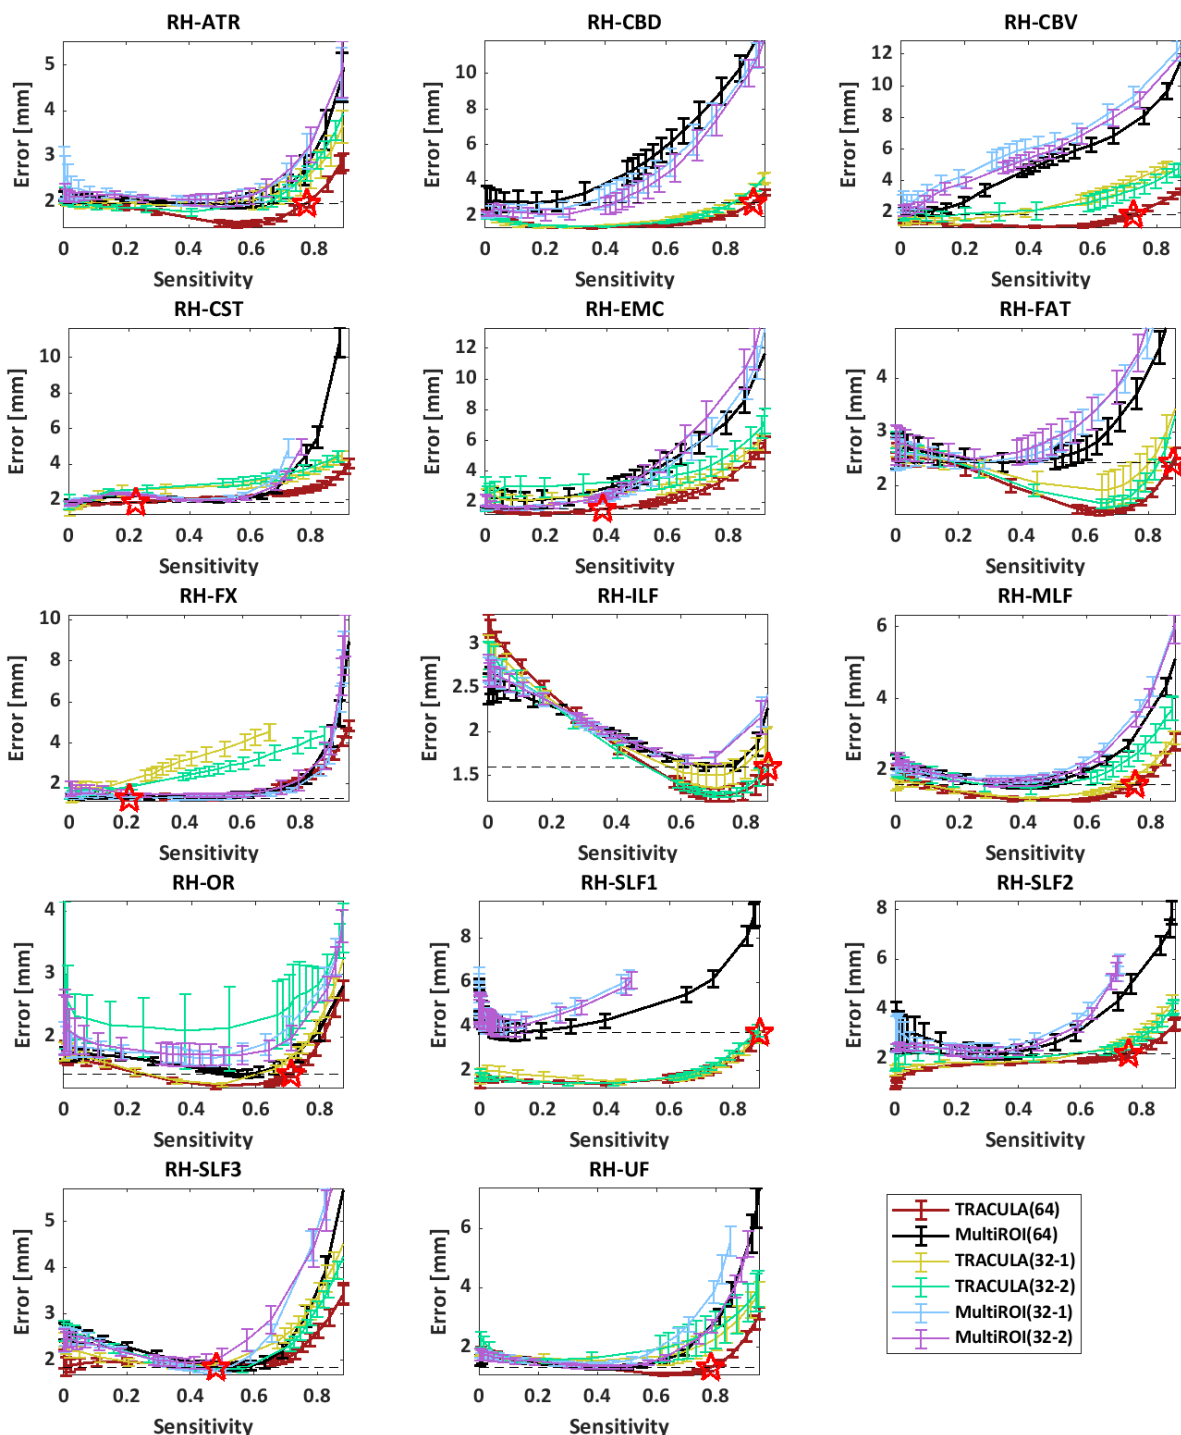 RH-ATR
RH-CBD
RH-CBV
Error [mm]
5
4
3
2
0
0.2
0.4
0.6
0.8
Sensitivity
Error [mm]
10
8
6
4
2
0
0.2
0.4
0.6
0.8
Sensitivity
Error [mm]
12
10
8
6
4
2
0
0.2
0.4
0.6
0.8
Sensitivity
RH-CST
RH-EMC
RH-FAT
Error [mm]
10
8
6
4
2
0
0.2
0.4
0.6
0.8
Sensitivity
Error [mm]
12
10
8
6
4
2
0
0.2
0.4
0.6
0.8
Sensitivity
Error [mm]
4
3
2
0
0.2
0.4
0.6
0.8
Sensitivity
RH-FX
RH-ILF
RH-MLF
Error [mm]
10
8
6
4
2
0
0.2
0.4
0.6
0.8
Sensitivity
Error [mm]
3
2.5
2
1.5
0
0.2
0.4
0.6
0.8
Sensitivity
Error [mm]
6
4
2
0
0.2
0.4
0.6
0.8
Sensitivity
RH-OR
RH-SLF1
RH-SLF2
Error [mm]
4
3
2
0
0.2
0.4
0.6
0.8
Sensitivity
Error [mm]
8
6
4
2
0
0.2
0.4
0.6
0.8
Sensitivity
Error [mm]
8
6
4
2
0
0.2
0.4
0.6
0.8
Sensitivity
RH-SLF3
RH-UF
Error [mm]
5
4
3
2
0
0.2
0.4
0.6
0.8
Sensitivity
Error [mm]
6
4
2
0
0.2
0.4
0.6
0.8
Sensitivity
TRACULA(64)
MultiROI(64)
TRACULA(32-1)
TRACULA(32-2)
MultiROI(32-1)
MultiROI(32-2)